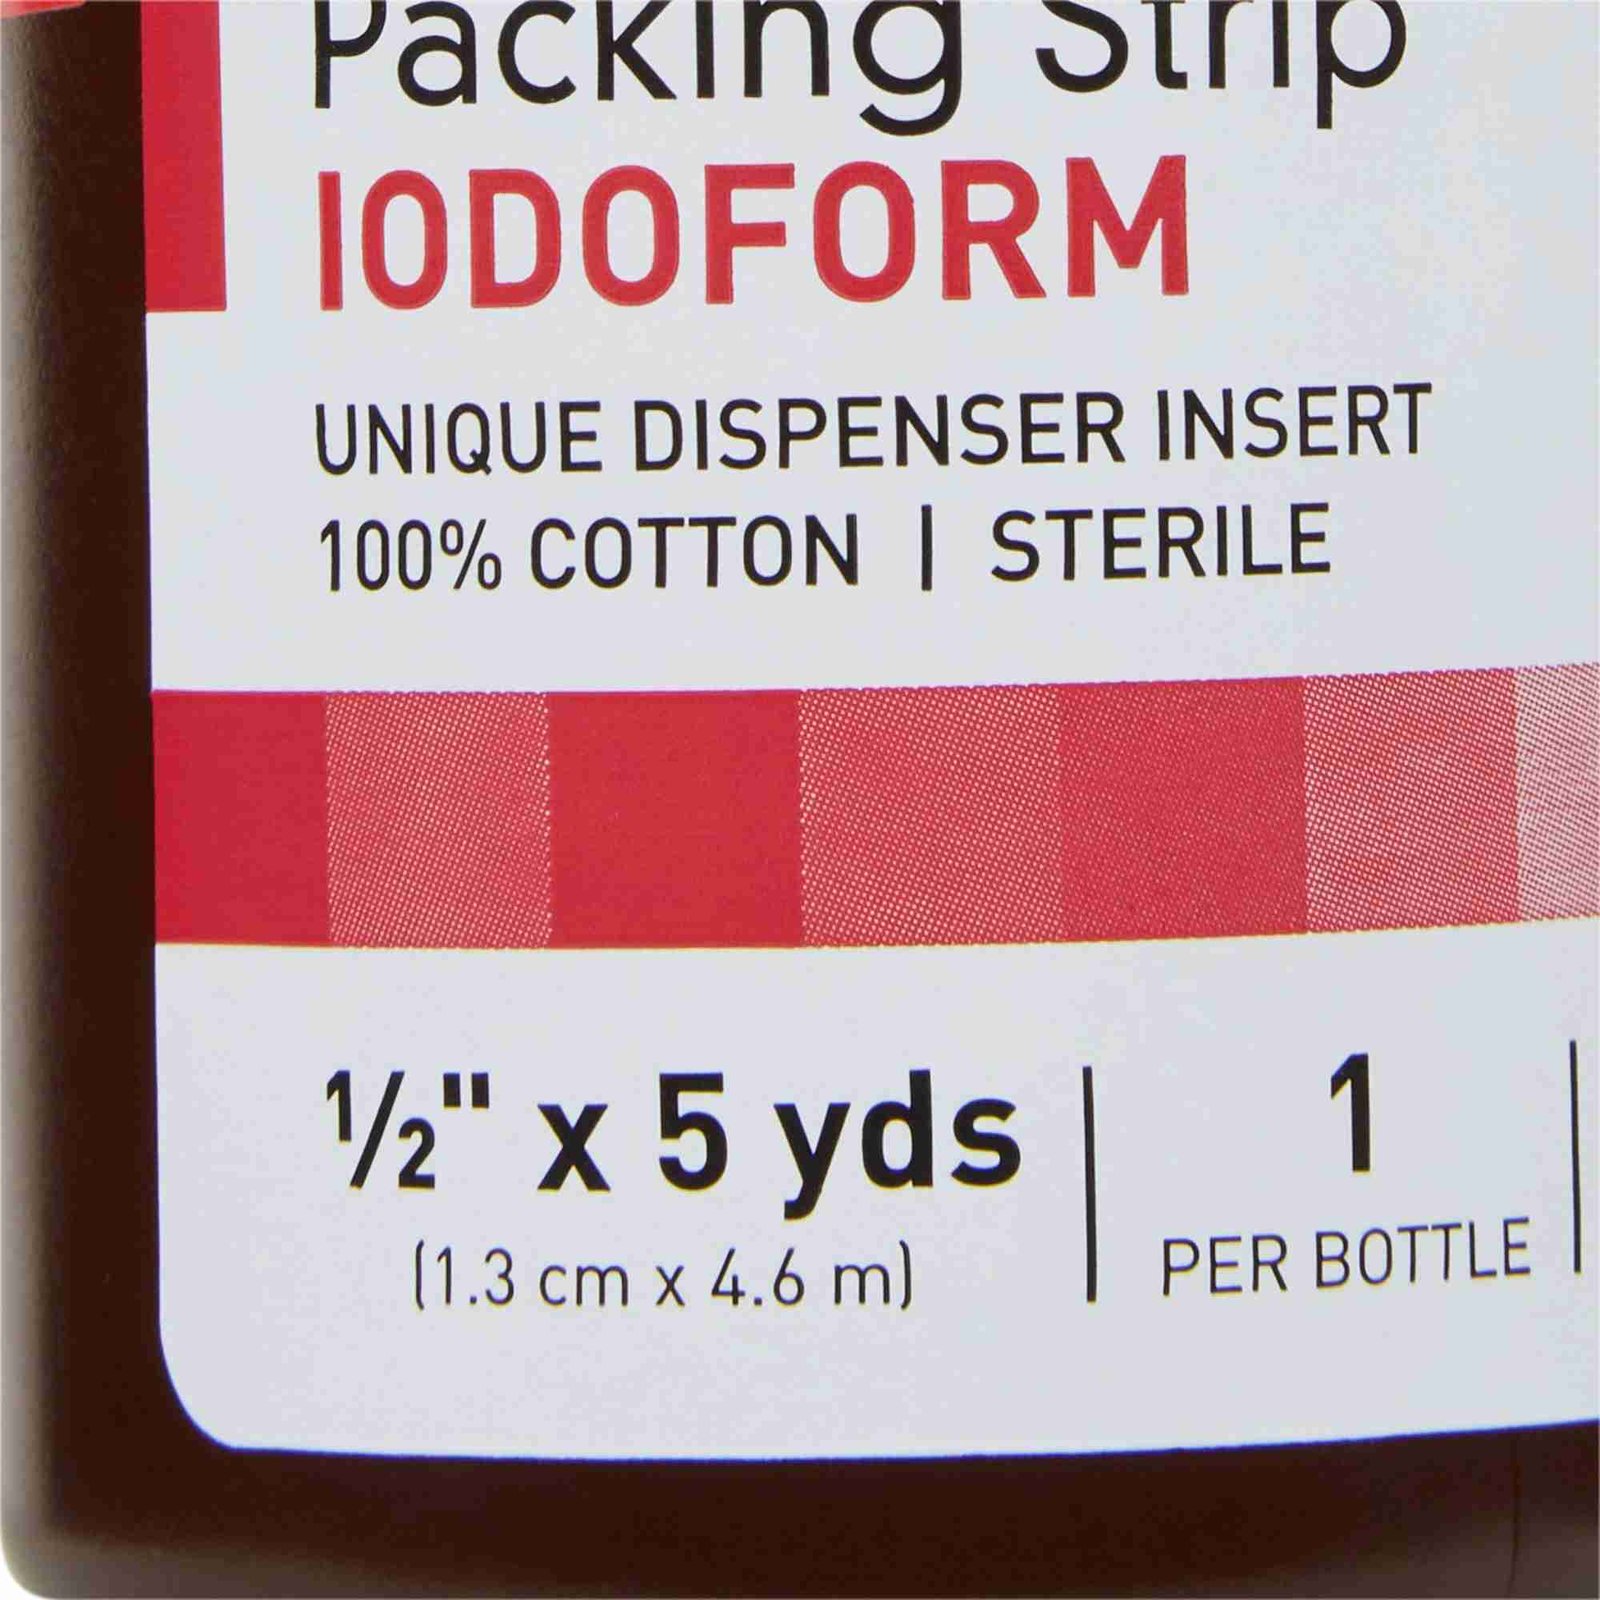 Packing Strip
IODOFORM
UNIQUE DISPENSER INSERT
100% COTTON | STERILE
½" x 5 yds
(1.3 cm x 4.6 m)
1
PER BOTTLE